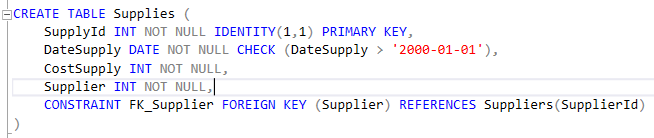 CREATE TABLE Supplies (
    SupplyId INT NOT NULL IDENTITY(1,1) PRIMARY KEY,
    DateSupply DATE NOT NULL CHECK (DateSupply > '2000-01-01'),
    CostSupply INT NOT NULL,
    Supplier INT NOT NULL,
    CONSTRAINT FK_Supplier FOREIGN KEY (Supplier) REFERENCES Suppliers(SupplierId)
)